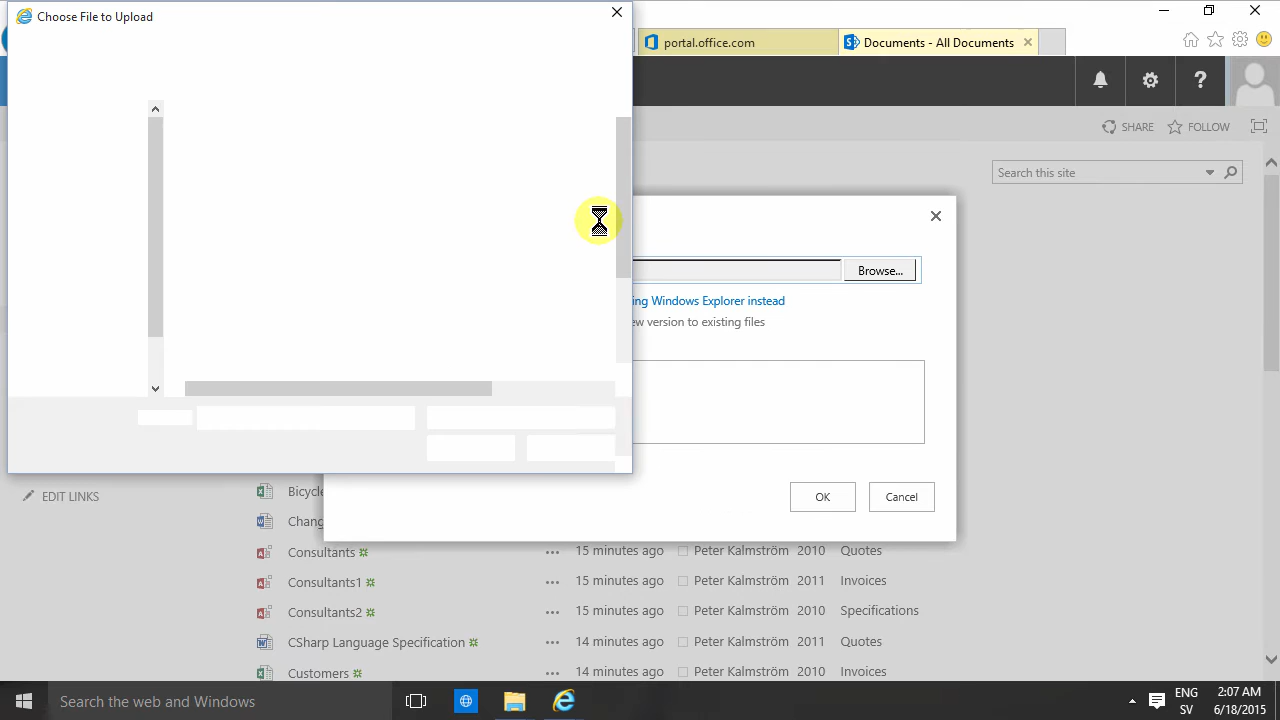 Choose File to Upload
portal.office.com
Documents - All Documents
SHARE
FOLLOW
Search this site
Browse...
ing Windows Explorer instead
ew version to existing files
EDIT LINKS
OK
Cancel
Bicycle
Chang
Consultants
15 minutes ago
Peter Kalmström
2010
Quotes
Consultants1
15 minutes ago
Peter Kalmström
2011
Invoices
Consultants2
15 minutes ago
Peter Kalmström
2010
Specifications
CSharp Language Specification
14 minutes ago
Peter Kalmström
2011
Quotes
Customers
14 minutes ago
Peter Kalmström
2010
Invoices
Search the web and Windows
ENG
SV
2:07 AM
6/18/2015